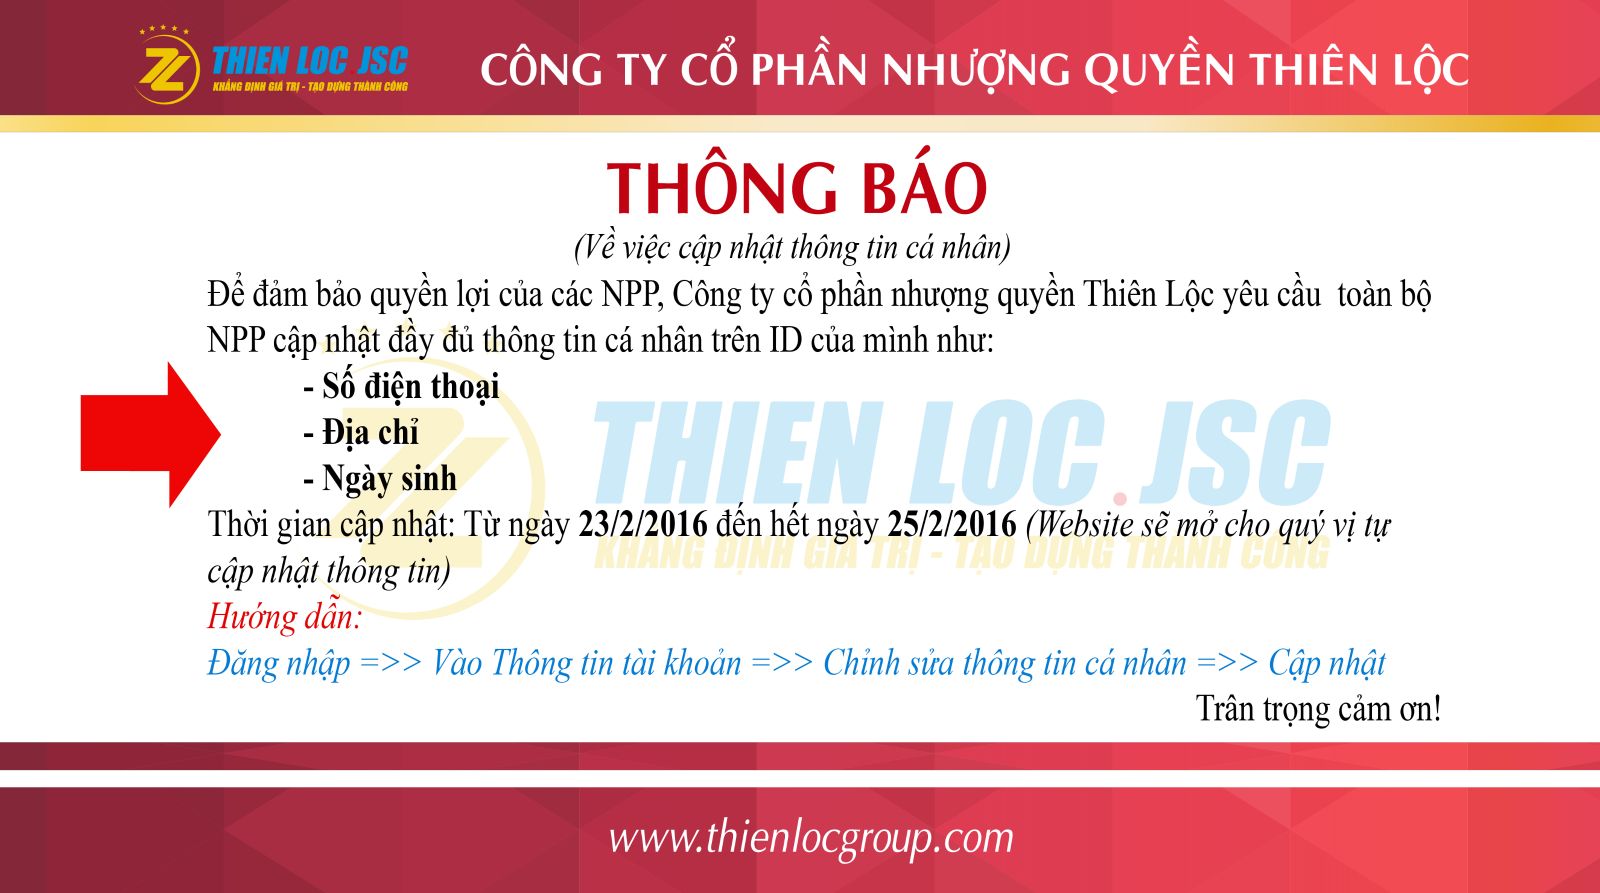 THIEN LOC JSC
KHẲNG ĐỊNH GIÁ TRỊ - TẠO DỰNG THÀNH CÔNG
CÔNG TY CỔ PHẦN NHƯỢNG QUYỀN THIÊN LỘC
THÔNG BÁO
(Về việc cập nhật thông tin cá nhân)
Để đảm bảo quyền lợi của các NPP, Công ty cổ phần nhượng quyền Thiên Lộc yêu cầu toàn bộ
NPP cập nhật đầy đủ thông tin cá nhân trên ID của mình như:
- Số điện thoại
- Địa chỉ
- Ngày sinh
THIEN LOC.JSC
Thời gian cập nhật: Từ ngày 23/2/2016 đến hết ngày 25/2/2016 (Website sẽ mở cho quý vị tự
KHẲNG ĐỊNH GIÁ TRỊ - TẠO DỰNG THÀNH CÔNG
cập nhật thông tin)
Hướng dẫn:
Đăng nhập =>> Vào Thông tin tài khoản =>> Chỉnh sửa thông tin cá nhân =>> Cập nhật
Trân trọng cảm ơn!
www.thienlocgroup.com